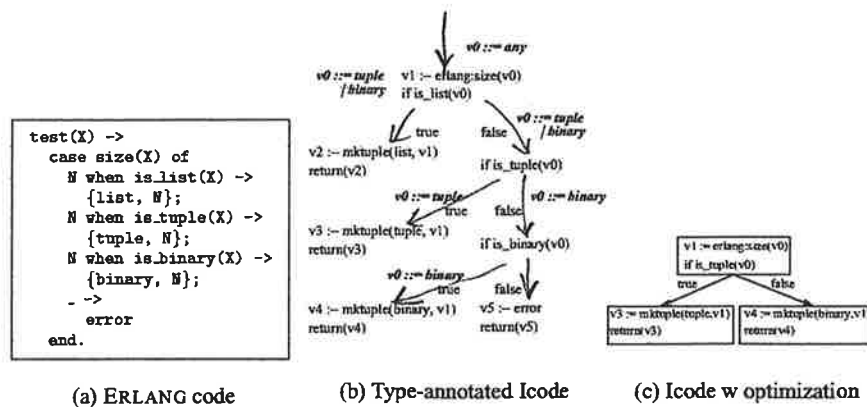 test(X) ->
case size(X) of
N when is_list(X) ->
{list, N};
N when is_tuple(X) ->
{tuple, N};
N when is_binary(X) ->
{binary, N};
_ ->
error
end.
(a) ERLANG code
v0 ::= any
v0 ::= tuple
/ binary
v1 := erlang:size(v0)
if is_list(v0)
v0 ::= tuple
/ binary
true
false
v2 := mktuple(list, v1)
return(v2)
if is_tuple(v0)
v0 ::= tuple
v0 ::= binary
true
false
v3 := mktuple(tuple, v1)
return(v3)
if is_binary(v0)
v0 ::= binary
true
false
v4 := mktuple(binary, v1)
return(v4)
v5 := error
return(v5)
(b) Type-annotated Icode
v1 := erlang:size(v0)
if is_tuple(v0)
true
false
v3 := mktuple(tuple,v1)
return(v3)
v4 := mktuple(binary,v1
return(v4)
(c) Icode w optimization